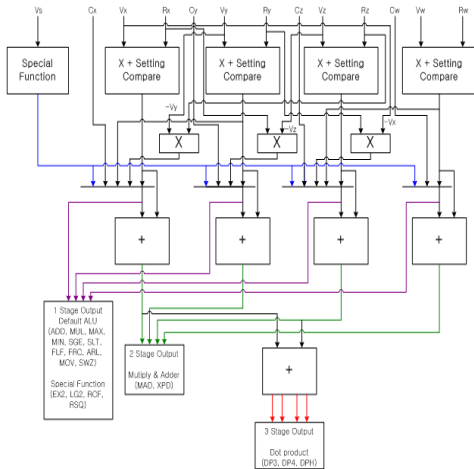 Vs Cx Vx Rx Cy Vy Ry Cz Vz Rz Cw Vw Rw
Special
Function
X + Setting
Compare
X + Setting
Compare
X + Setting
Compare
X + Setting
Compare
-Vy
X
-Vz
X
-Vx
X
+
+
+
+
1 Stage Output
Default ALU
(ADD, MUL, MAX,
MIN, SGE, SLT,
FLF, FRC, ARL,
MOV, SWZ)
Special Function
(EX2, LG2, RCF,
RSQ)
2 Stage Output
Multiply & Adder
(MAD, XPD)
+
3 Stage Output
Dot product
(DP3, DP4, DPH)